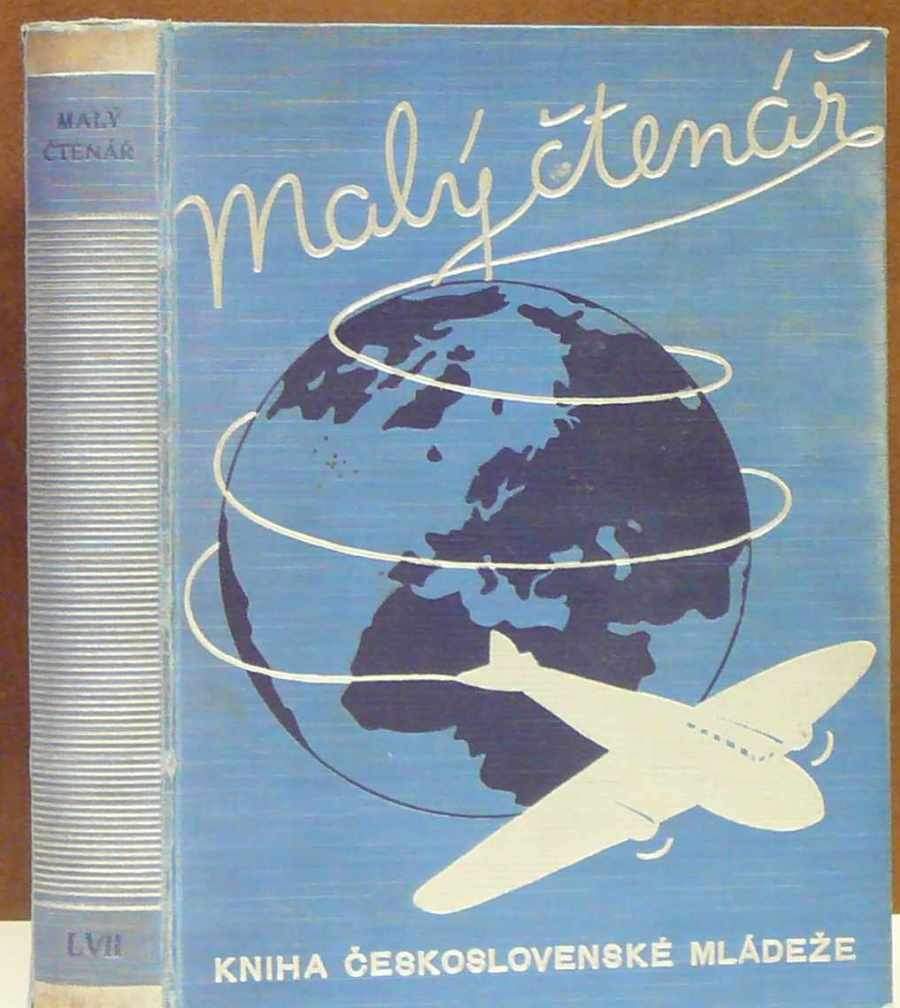 MALÝ
ČTENÁŘ
LVII
Malý čtenář
KNIHA ČESKOSLOVENSKÉ MLÁDEŽE